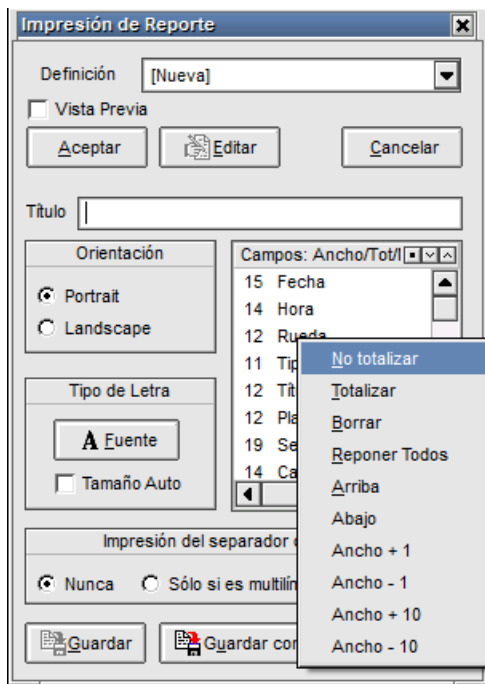 Impresión de Reporte
Definición [Nueva]
Vista Previa
Aceptar Editar Cancelar
Título
Orientación
Portrait
Landscape
Campos: Ancho/Tot/
15 Fecha
14 Hora
12 Rueda
11 Tip
12 Tít
12 Pla
19 Se
14 Ca
No totalizar
Totalizar
Borrar
Reponer Todos
Arriba
Abajo
Ancho + 1
Ancho - 1
Ancho + 10
Ancho - 10
Tipo de Letra
A Fuente
Tamaño Auto
Impresión del separador
Nunca Sólo si es multilín
Guardar Guardar con